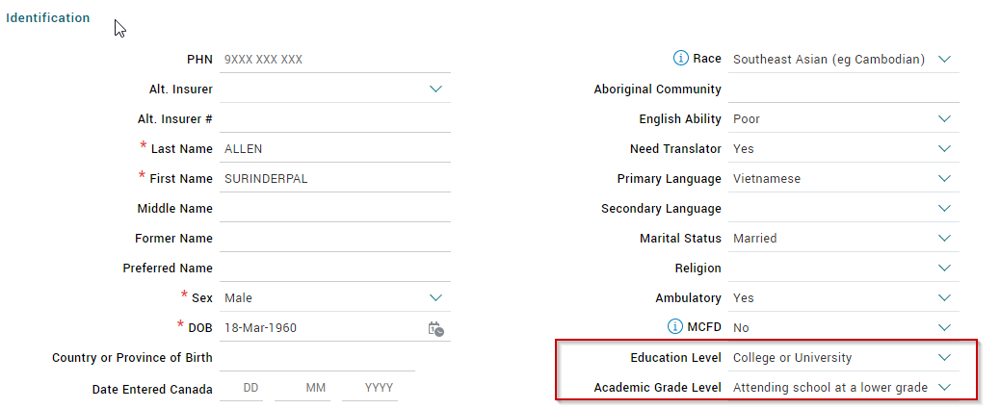 Identification
PHN 9XXX XXX XXX
Alt. Insurer
Alt. Insurer #
* Last Name ALLEN
* First Name SURINDERPAL
Middle Name
Former Name
Preferred Name
* Sex Male
* DOB 18-Mar-1960
Country or Province of Birth
Date Entered Canada DD MM YYYY
Race Southeast Asian (eg Cambodian)
Aboriginal Community
English Ability Poor
Need Translator Yes
Primary Language Vietnamese
Secondary Language
Marital Status Married
Religion
Ambulatory Yes
MCFD No
Education Level College or University
Academic Grade Level Attending school at a lower grade